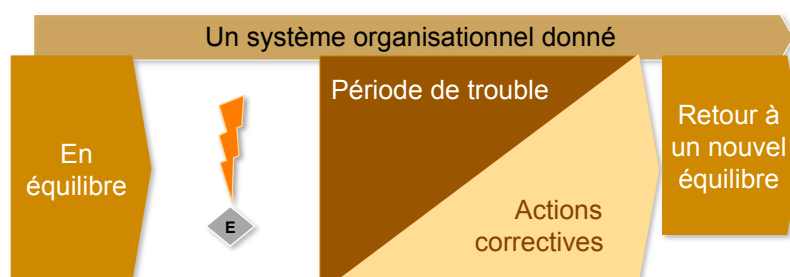 Un système organisationnel donné
En
équilibre
E
Période de trouble
Actions
correctives
Retour à
un nouvel
équilibre